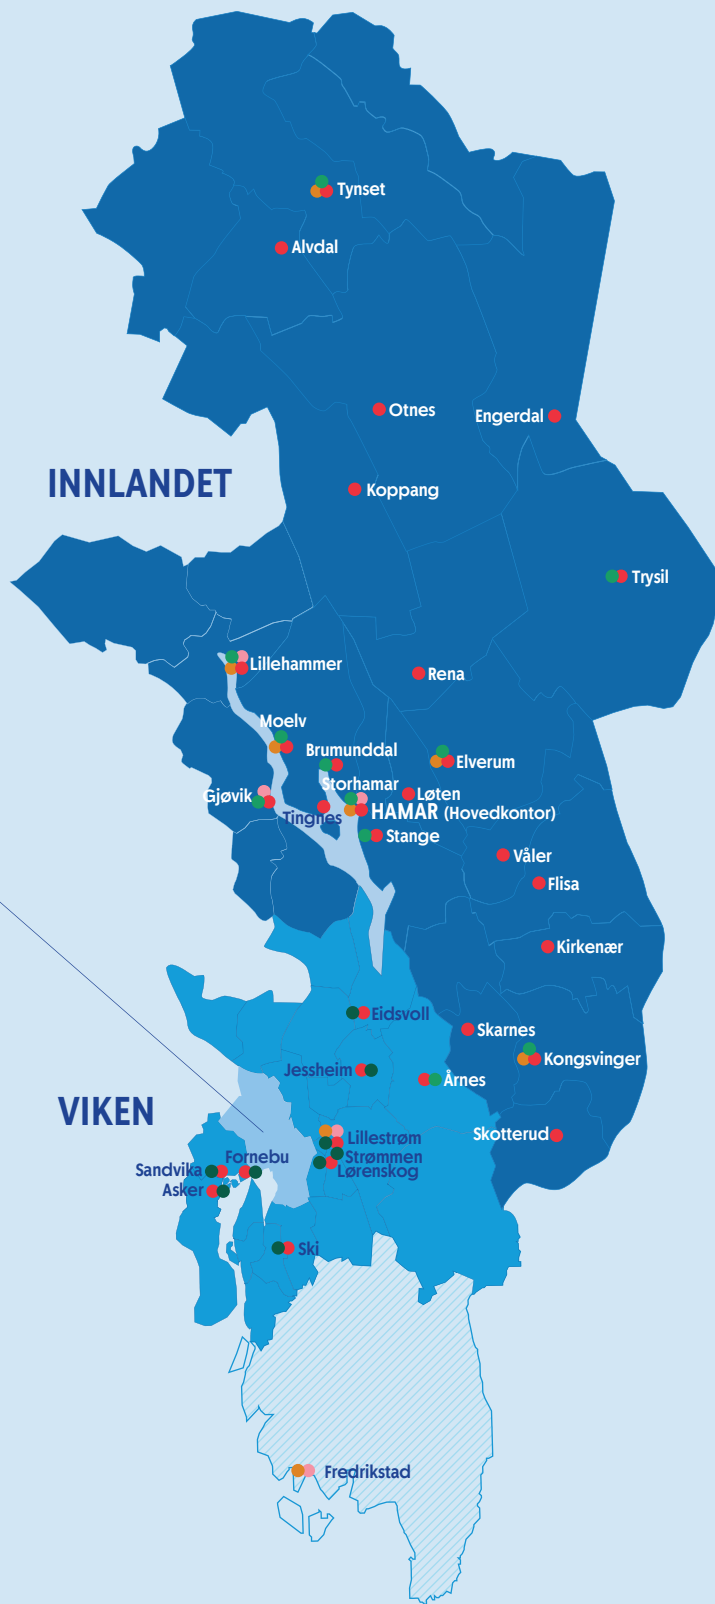 Tynset
Alvdal
Otnes
Engerdal
INNLANDET
Koppang
Trysil
Lillehammer
Rena
Moelv
Brumunddal
Elverum
Storhamar
Gjøvik
Løten
HAMAR (Hovedkontor)
Tingnes
Stange
Våler
Flisa
Kirkenær
Eidsvoll
Skarnes
Kongsvinger
Jessheim
Årnes
VIKEN
Skotterud
Lillestrøm
Fornebu
Strømmen
Sandvika
Lørenskog
Asker
Ski
Fredrikstad